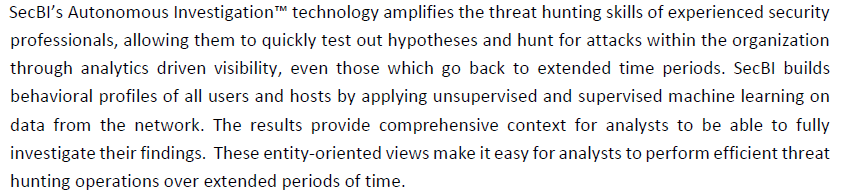 SecBI’s Autonomous Investigation™ technology amplifies the threat hunting skills of experienced security
professionals, allowing them to quickly test out hypotheses and hunt for attacks within the organization
through analytics driven visibility, even those which go back to extended time periods. SecBI builds
behavioral profiles of all users and hosts by applying unsupervised and supervised machine learning on
data from the network. The results provide comprehensive context for analysts to be able to fully
investigate their findings.  These entity-oriented views make it easy for analysts to perform efficient threat
hunting operations over extended periods of time.